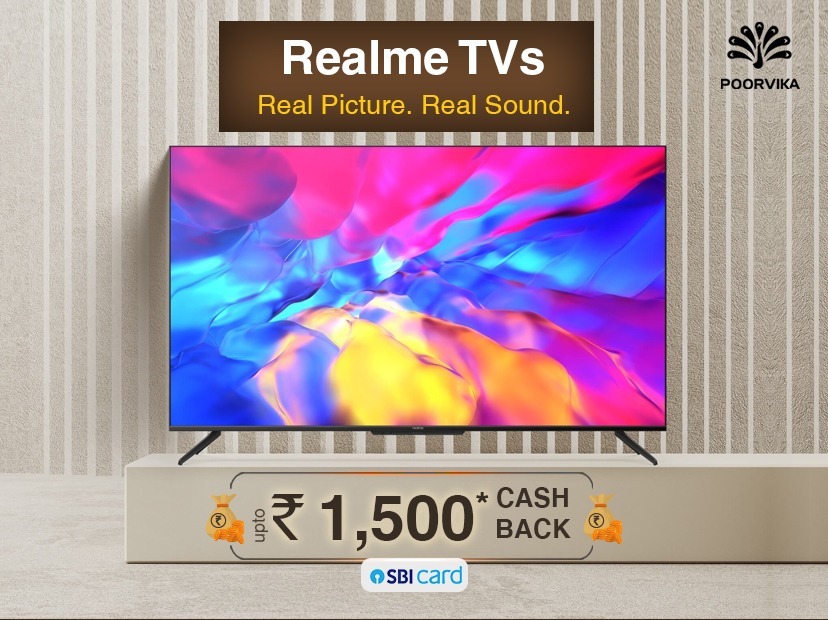 Realme TVs
Real Picture. Real Sound.
POORVIKA
upto ₹ 1,500* CASH BACK
SBI card